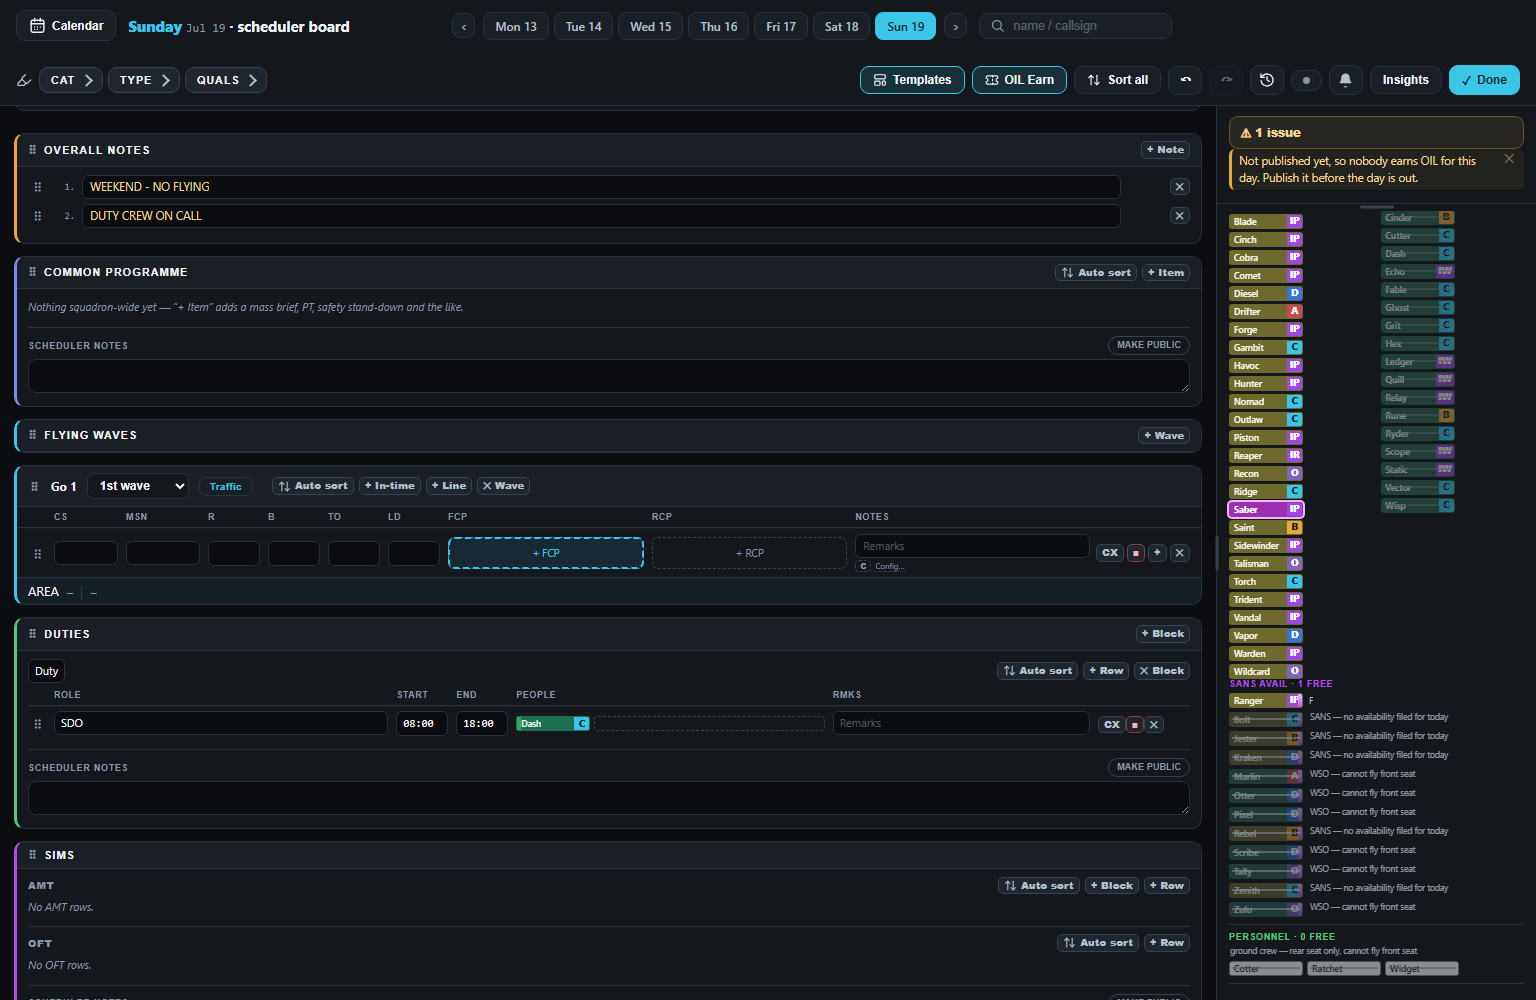 Calendar
Sunday Jul 19 · scheduler board
Mon 13
Tue 14
Wed 15
Thu 16
Fri 17
Sat 18
Sun 19
name / callsign
CAT
TYPE
QUALS
Templates
OIL Earn
Sort all
Insights
✓ Done
OVERALL NOTES
+ Note
1. WEEKEND - NO FLYING
2. DUTY CREW ON CALL
COMMON PROGRAMME
Auto sort
+ Item
Nothing squadron-wide yet — "+ Item" adds a mass brief, PT, safety stand-down and the like.
SCHEDULER NOTES
MAKE PUBLIC
FLYING WAVES
+ Wave
Go 1
1st wave
Traffic
Auto sort
+ In-time
+ Line
✕ Wave
CS MSN R B TO LD FCP RCP NOTES
+ FCP
+ RCP
Remarks
CX
+
✕
C Config...
AREA – | –
DUTIES
+ Block
Duty
Auto sort
+ Row
✕ Block
ROLE START END PEOPLE RMKS
SDO 08:00 18:00 Dash C Remarks CX
SCHEDULER NOTES
MAKE PUBLIC
SIMS
AMT
Auto sort
+ Block
+ Row
No AMT rows.
OFT
Auto sort
+ Row
No OFT rows.
⚠ 1 issue
Not published yet, so nobody earns OIL for this
day. Publish it before the day is out.
Blade IP
Cinch IP
Cobra IP
Comet IP
Diesel D
Drifter A
Forge IP
Gambit C
Havoc IP
Hunter IP
Nomad C
Outlaw C
Piston IP
Reaper IR
Recon O
Ridge C
Saber IP
Saint B
Sidewinder IP
Talisman O
Torch C
Trident IP
Vandal IP
Vapor D
Warden IP
Wildcard O
Cinder B
Cutter C
Dash C
Echo
Fable C
Ghost C
Grit C
Hex C
Ledger
Quill
Relay
Rune B
Ryder C
Scope
Static
Vector C
Wisp C
SANS AVAIL · 1 FREE
Ranger IP F
Bolt C SANS — no availability filed for today
Jester B SANS — no availability filed for today
Kraken D SANS — no availability filed for today
Marlin A WSO — cannot fly front seat
Otter D WSO — cannot fly front seat
Pixel D WSO — cannot fly front seat
Rebel B SANS — no availability filed for today
Scribe D WSO — cannot fly front seat
Tally O WSO — cannot fly front seat
Zenith C SANS — no availability filed for today
Zulu O WSO — cannot fly front seat
PERSONNEL · 0 FREE
ground crew — rear seat only, cannot fly front seat
Cotter
Ratchet
Widget